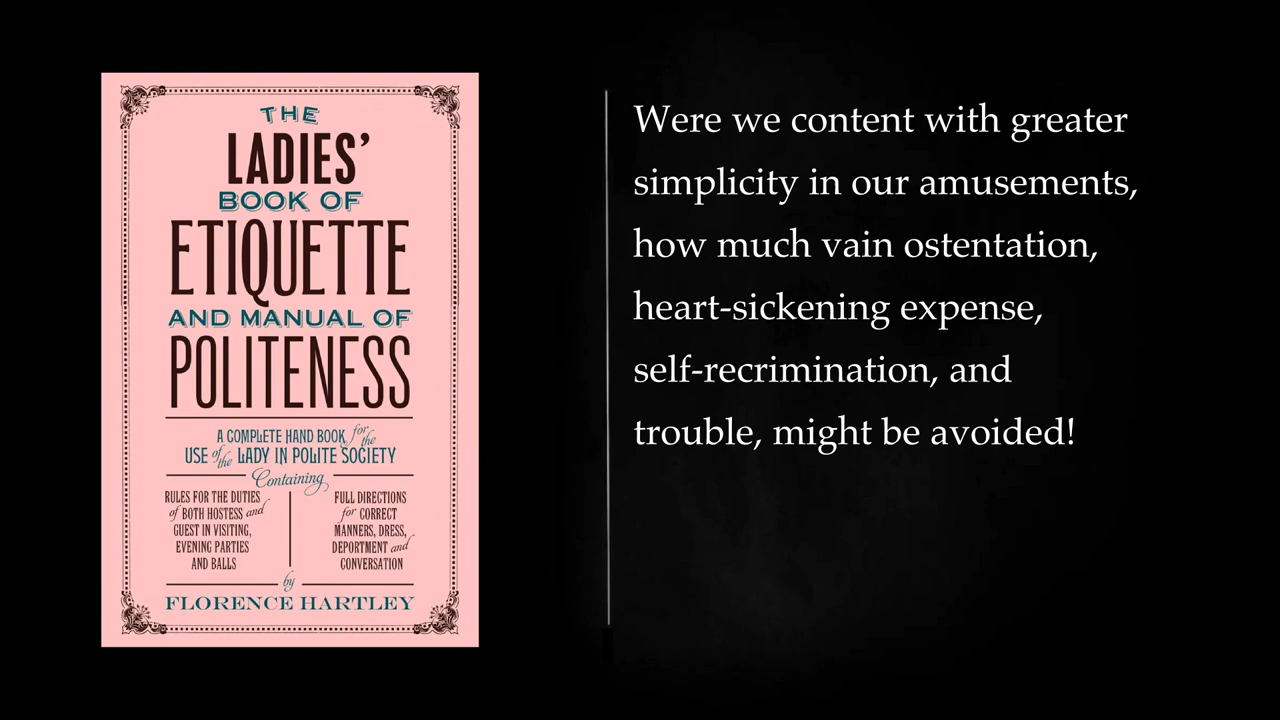 THE
LADIES'
BOOK OF
ETIQUETTE
AND MANUAL OF
POLITENESS
A COMPLETE HAND BOOK for the
USE of the LADY IN POLITE SOCIETY
Containing
RULES FOR THE DUTIES
of BOTH HOSTESS and
GUEST IN VISITING,
EVENING PARTIES
AND BALLS
FULL DIRECTIONS
for CORRECT
MANNERS, DRESS,
DEPORTMENT and
CONVERSATION
by
FLORENCE HARTLEY
Were we content with greater
simplicity in our amusements,
how much vain ostentation,
heart-sickening expense,
self-recrimination, and
trouble, might be avoided!